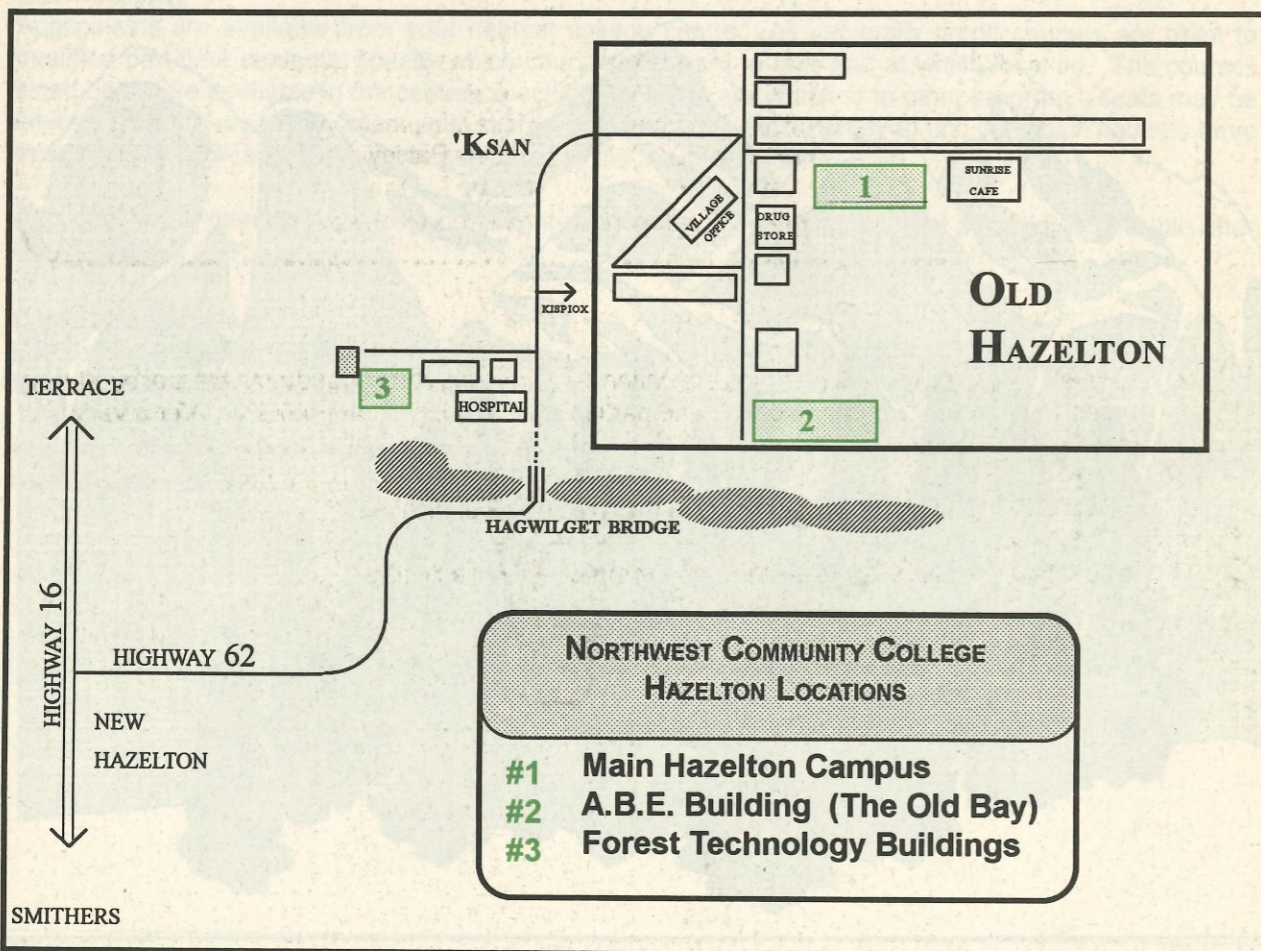 'KSAN
VILLAGE
OFFICE
DRUG
STORE
1
SUNRISE
CAFE
OLD
HAZELTON
KISPIOX
TERRACE
3
HOSPITAL
2
HAGWILGET BRIDGE
HIGHWAY 16
HIGHWAY 62
NEW
HAZELTON
SMITHERS
NORTHWEST COMMUNITY COLLEGE
HAZELTON LOCATIONS
#1 Main Hazelton Campus
#2 A.B.E. Building (The Old Bay)
#3 Forest Technology Buildings